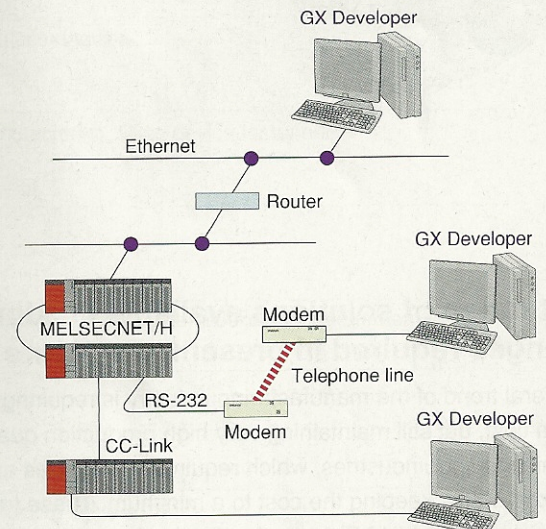 GX Developer
Ethernet
Router
GX Developer
MELSECNET/H
Modem
Telephone line
RS-232
Modem
GX Developer
CC-Link